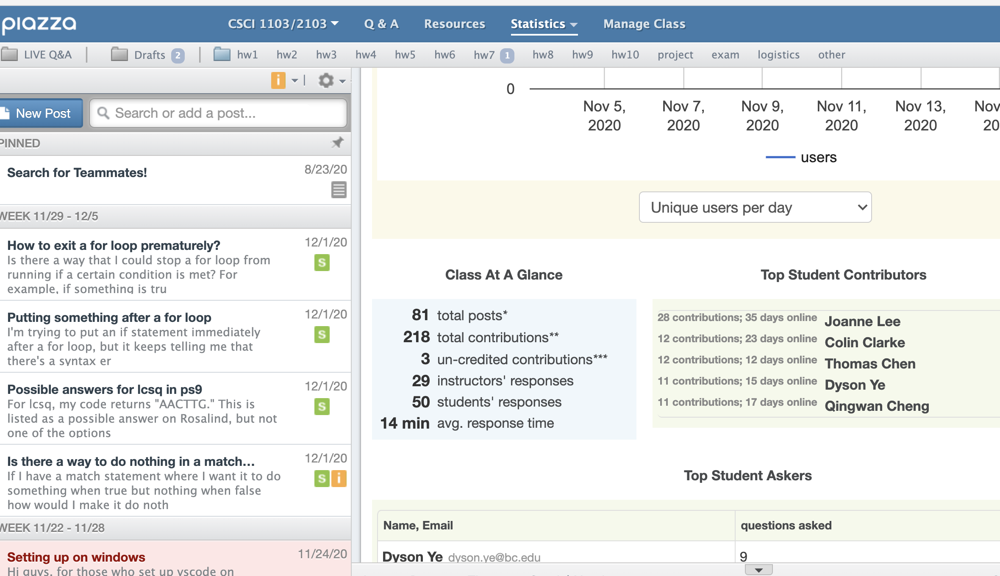 piazza
CSCI 1103/2103 Q & A Resources Statistics Manage Class
LIVE Q&A Drafts 2 hw1 hw2 hw3 hw4 hw5 hw6 hw7 1 hw8 hw9 hw10 project exam logistics other
i
New Post Search or add a post...
PINNED
Search for Teammates! 8/23/20
WEEK 11/29 - 12/5
How to exit a for loop prematurely? 12/1/20
Is there a way that I could stop a for loop from
S
running if a certain condition is met? For
example, if something is tru
Putting something after a for loop 12/1/20
I'm trying to put an if statement immediately
S
after a for loop, but it keeps telling me that
there's a syntax er
Possible answers for lcsq in ps9 12/1/20
For lcsq, my code returns "AACTTG." This is
S
listed as a possible answer on Rosalind, but not
one of the options
Is there a way to do nothing in a match... 12/1/20
If I have a match statement where I want it to do
S i
something when true but nothing when false
how would I make it do noth
WEEK 11/22 - 11/28
Setting up on windows 11/24/20
Hi guys, for those who set up vscode on
0
Nov 5, Nov 7, Nov 9, Nov 11, Nov 13, Nov
2020 2020 2020 2020 2020 20
users
Unique users per day
Class At A Glance
81 total posts*
218 total contributions**
3 un-credited contributions***
29 instructors' responses
50 students' responses
14 min avg. response time
Top Student Contributors
28 contributions; 35 days online Joanne Lee
12 contributions; 23 days online Colin Clarke
12 contributions; 12 days online Thomas Chen
11 contributions; 15 days online Dyson Ye
11 contributions; 17 days online Qingwan Cheng
Top Student Askers
Name, Email questions asked
Dyson Ye dyson.ye@bc.edu 9